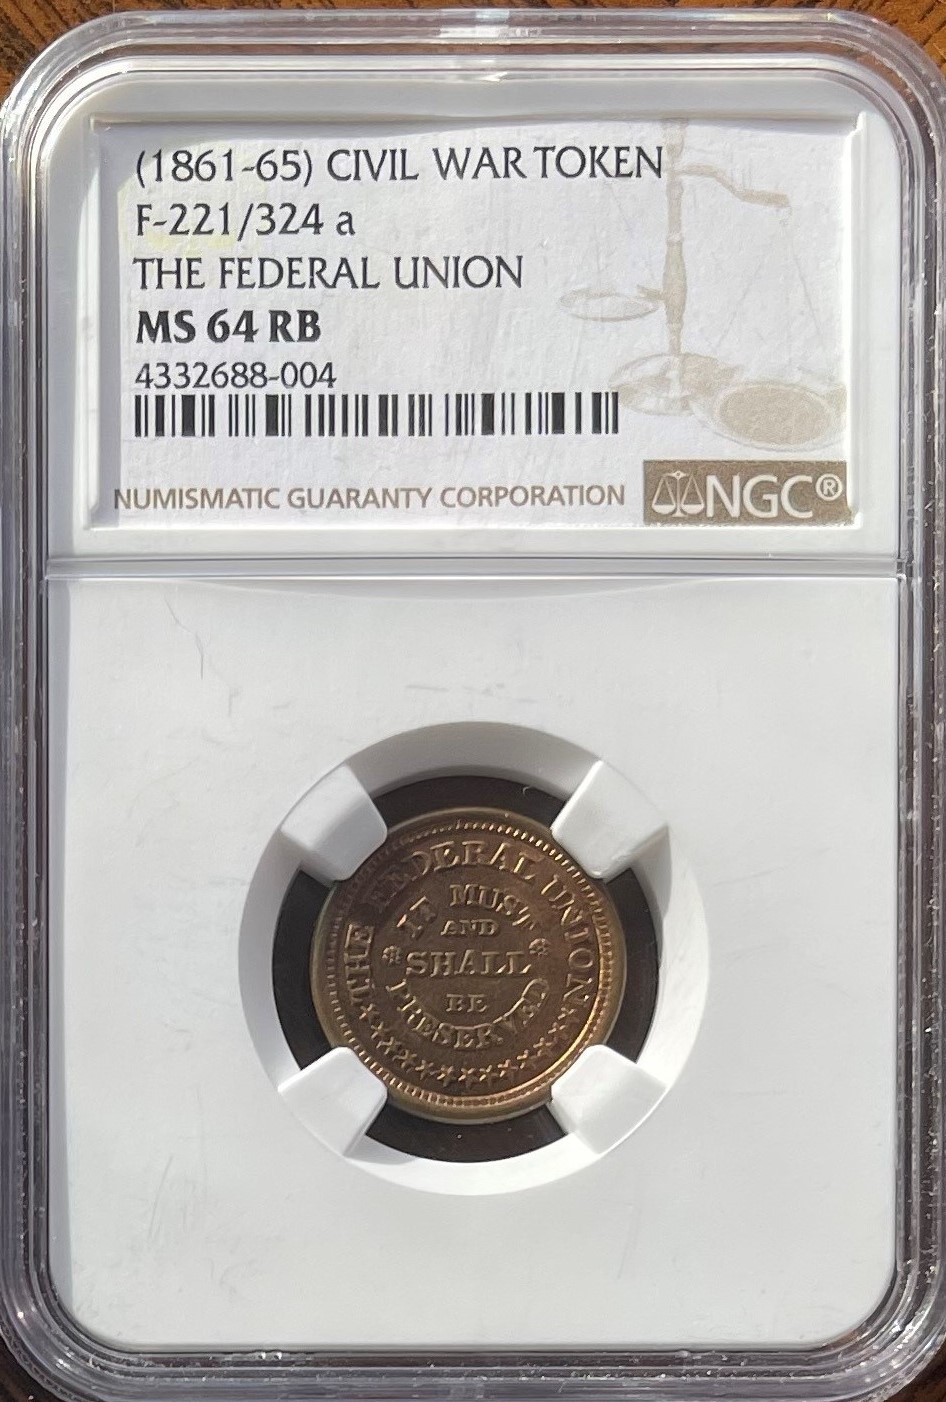 (1861-65) CIVIL WAR TOKEN
F-221/324 a
THE FEDERAL UNION
MS 64 RB
4332688-004
NUMISMATIC GUARANTY CORPORATION NGC®
THE FEDERAL UNION
IT MUST
AND
SHALL
BE
PRESERVED